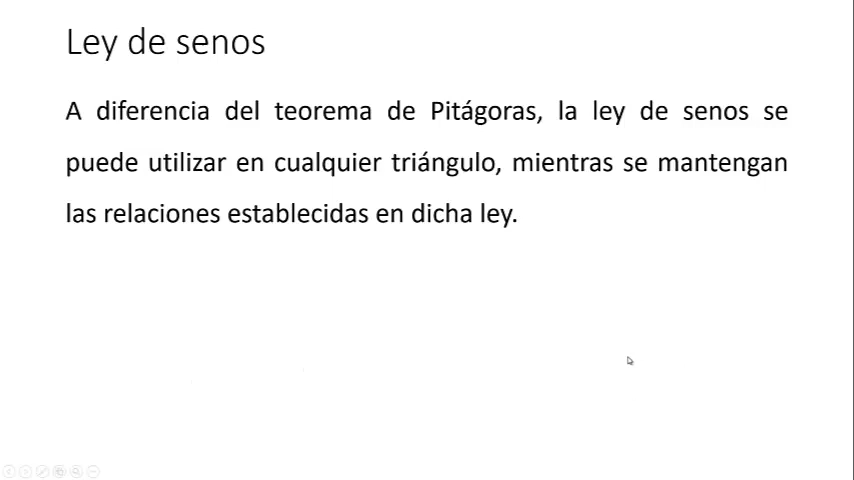 Ley de senos
A diferencia del teorema de Pitágoras, la ley de senos se
puede utilizar en cualquier triángulo, mientras se mantengan
las relaciones establecidas en dicha ley.